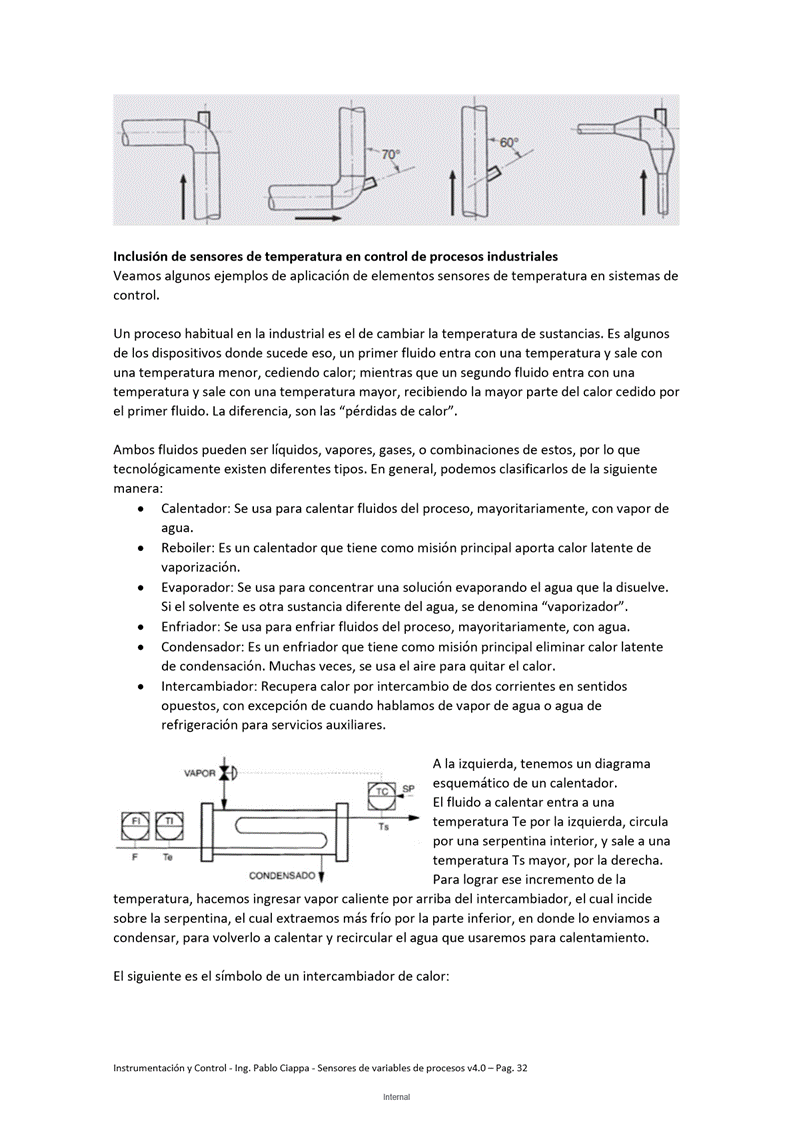 70°
60°
Inclusión de sensores de temperatura en control de procesos industriales
Veamos algunos ejemplos de aplicación de elementos sensores de temperatura en sistemas de
control.
Un proceso habitual en la industrial es el de cambiar la temperatura de sustancias. Es algunos
de los dispositivos donde sucede eso, un primer fluido entra con una temperatura y sale con
una temperatura menor, cediendo calor; mientras que un segundo fluido entra con una
temperatura y sale con una temperatura mayor, recibiendo la mayor parte del calor cedido por
el primer fluido. La diferencia, son las “pérdidas de calor”.
Ambos fluidos pueden ser líquidos, vapores, gases, o combinaciones de estos, por lo que
tecnológicamente existen diferentes tipos. En general, podemos clasificarlos de la siguiente
manera:
• Calentador: Se usa para calentar fluidos del proceso, mayoritariamente, con vapor de
agua.
• Reboiler: Es un calentador que tiene como misión principal aporta calor latente de
vaporización.
• Evaporador: Se usa para concentrar una solución evaporando el agua que la disuelve.
Si el solvente es otra sustancia diferente del agua, se denomina “vaporizador”.
• Enfriador: Se usa para enfriar fluidos del proceso, mayoritariamente, con agua.
• Condensador: Es un enfriador que tiene como misión principal eliminar calor latente
de condensación. Muchas veces, se usa el aire para quitar el calor.
• Intercambiador: Recupera calor por intercambio de dos corrientes en sentidos
opuestos, con excepción de cuando hablamos de vapor de agua o agua de
refrigeración para servicios auxiliares.
VAPOR
TC
SP
FI
TI
Ts
F
Te
CONDENSADO
A la izquierda, tenemos un diagrama
esquemático de un calentador.
El fluido a calentar entra a una
temperatura Te por la izquierda, circula
por una serpentina interior, y sale a una
temperatura Ts mayor, por la derecha.
Para lograr ese incremento de la
temperatura, hacemos ingresar vapor caliente por arriba del intercambiador, el cual incide
sobre la serpentina, el cual extraemos más frío por la parte inferior, en donde lo enviamos a
condensar, para volverlo a calentar y recircular el agua que usaremos para calentamiento.
El siguiente es el símbolo de un intercambiador de calor:
Instrumentación y Control - Ing. Pablo Ciappa - Sensores de variables de procesos v4.0 – Pag. 32
Internal